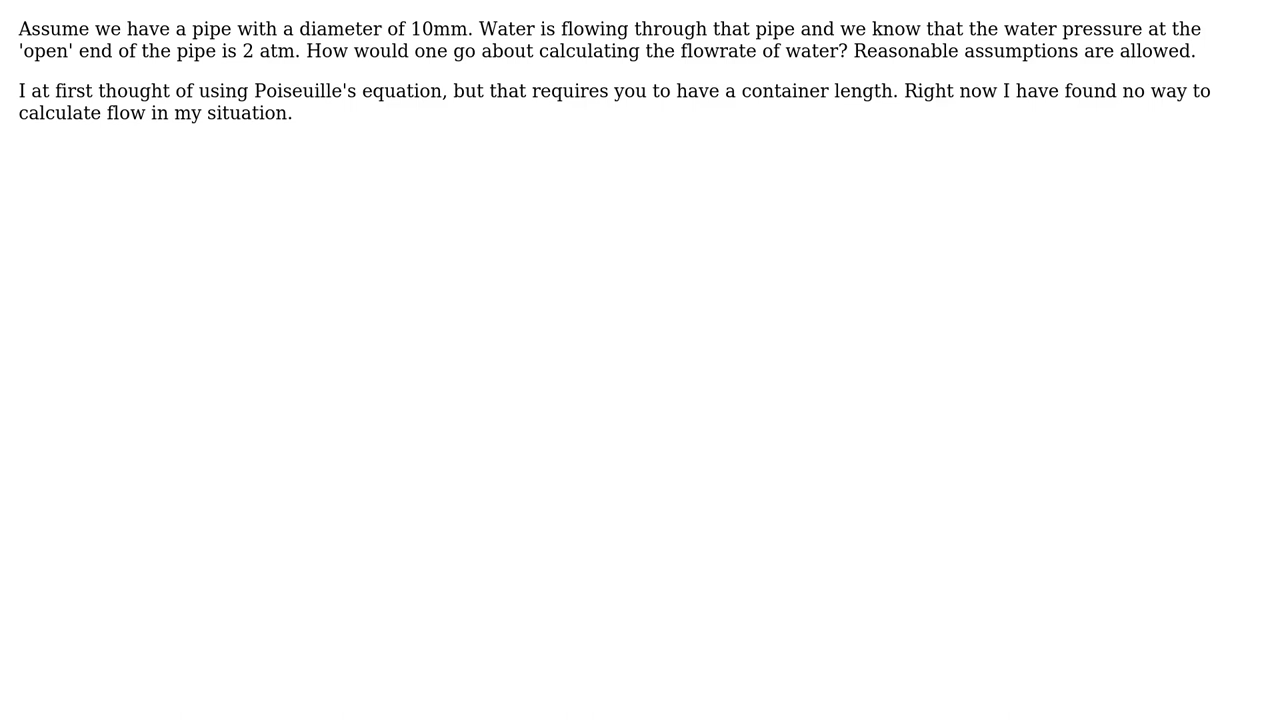 Assume we have a pipe with a diameter of 10mm. Water is flowing through that pipe and we know that the water pressure at the
'open' end of the pipe is 2 atm. How would one go about calculating the flowrate of water? Reasonable assumptions are allowed.
I at first thought of using Poiseuille's equation, but that requires you to have a container length. Right now I have found no way to
calculate flow in my situation.